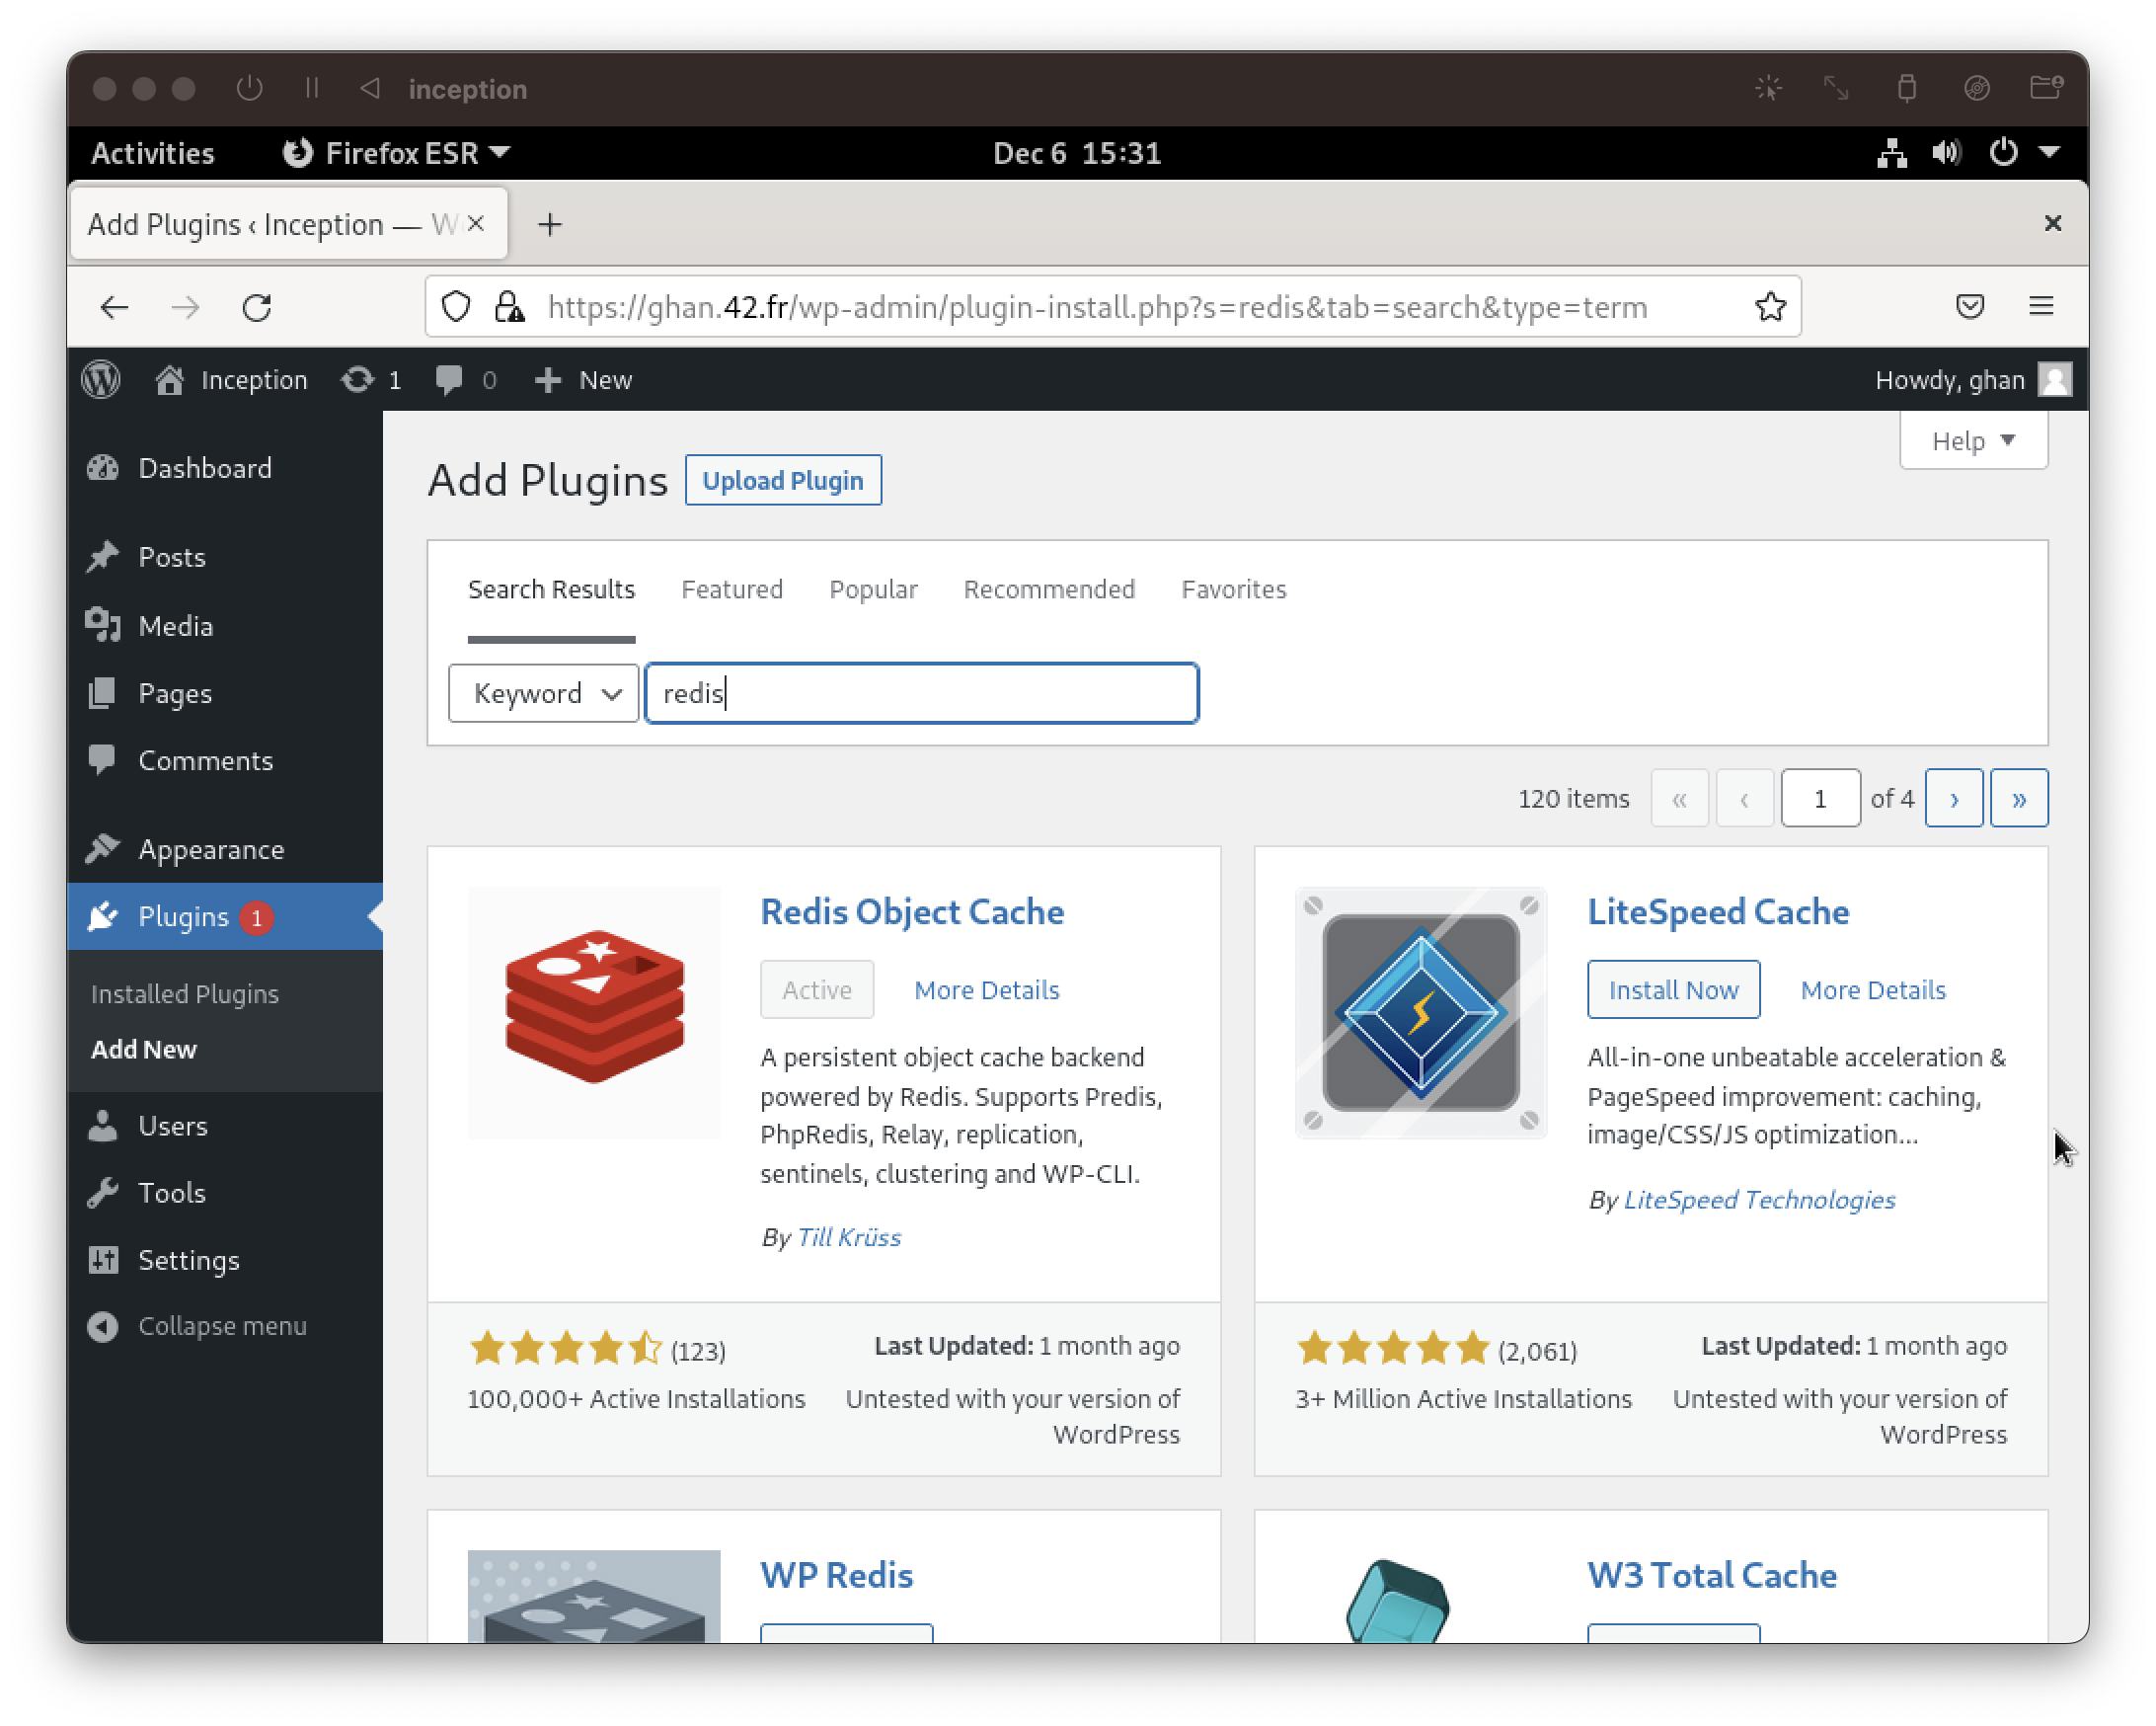 inception
Activities
Firefox ESR
Dec 6 15:31
Add Plugins ‹ Inception — W
https://ghan.42.fr/wp-admin/plugin-install.php?s=redis&tab=search&type=term
Inception
1
0
New
Howdy, ghan
Help
Dashboard
Posts
Media
Pages
Comments
Appearance
Plugins 1
Installed Plugins
Add New
Users
Tools
Settings
Collapse menu
Add Plugins
Upload Plugin
Search Results
Featured
Popular
Recommended
Favorites
Keyword
redis
120 items
«
‹
1
of 4
›
»
Redis Object Cache
Active
More Details
A persistent object cache backend
powered by Redis. Supports Predis,
PhpRedis, Relay, replication,
sentinels, clustering and WP-CLI.
By Till Krüss
(123)
Last Updated: 1 month ago
100,000+ Active Installations
Untested with your version of
WordPress
LiteSpeed Cache
Install Now
More Details
All-in-one unbeatable acceleration &
PageSpeed improvement: caching,
image/CSS/JS optimization...
By LiteSpeed Technologies
(2,061)
Last Updated: 1 month ago
3+ Million Active Installations
Untested with your version of
WordPress
WP Redis
W3 Total Cache